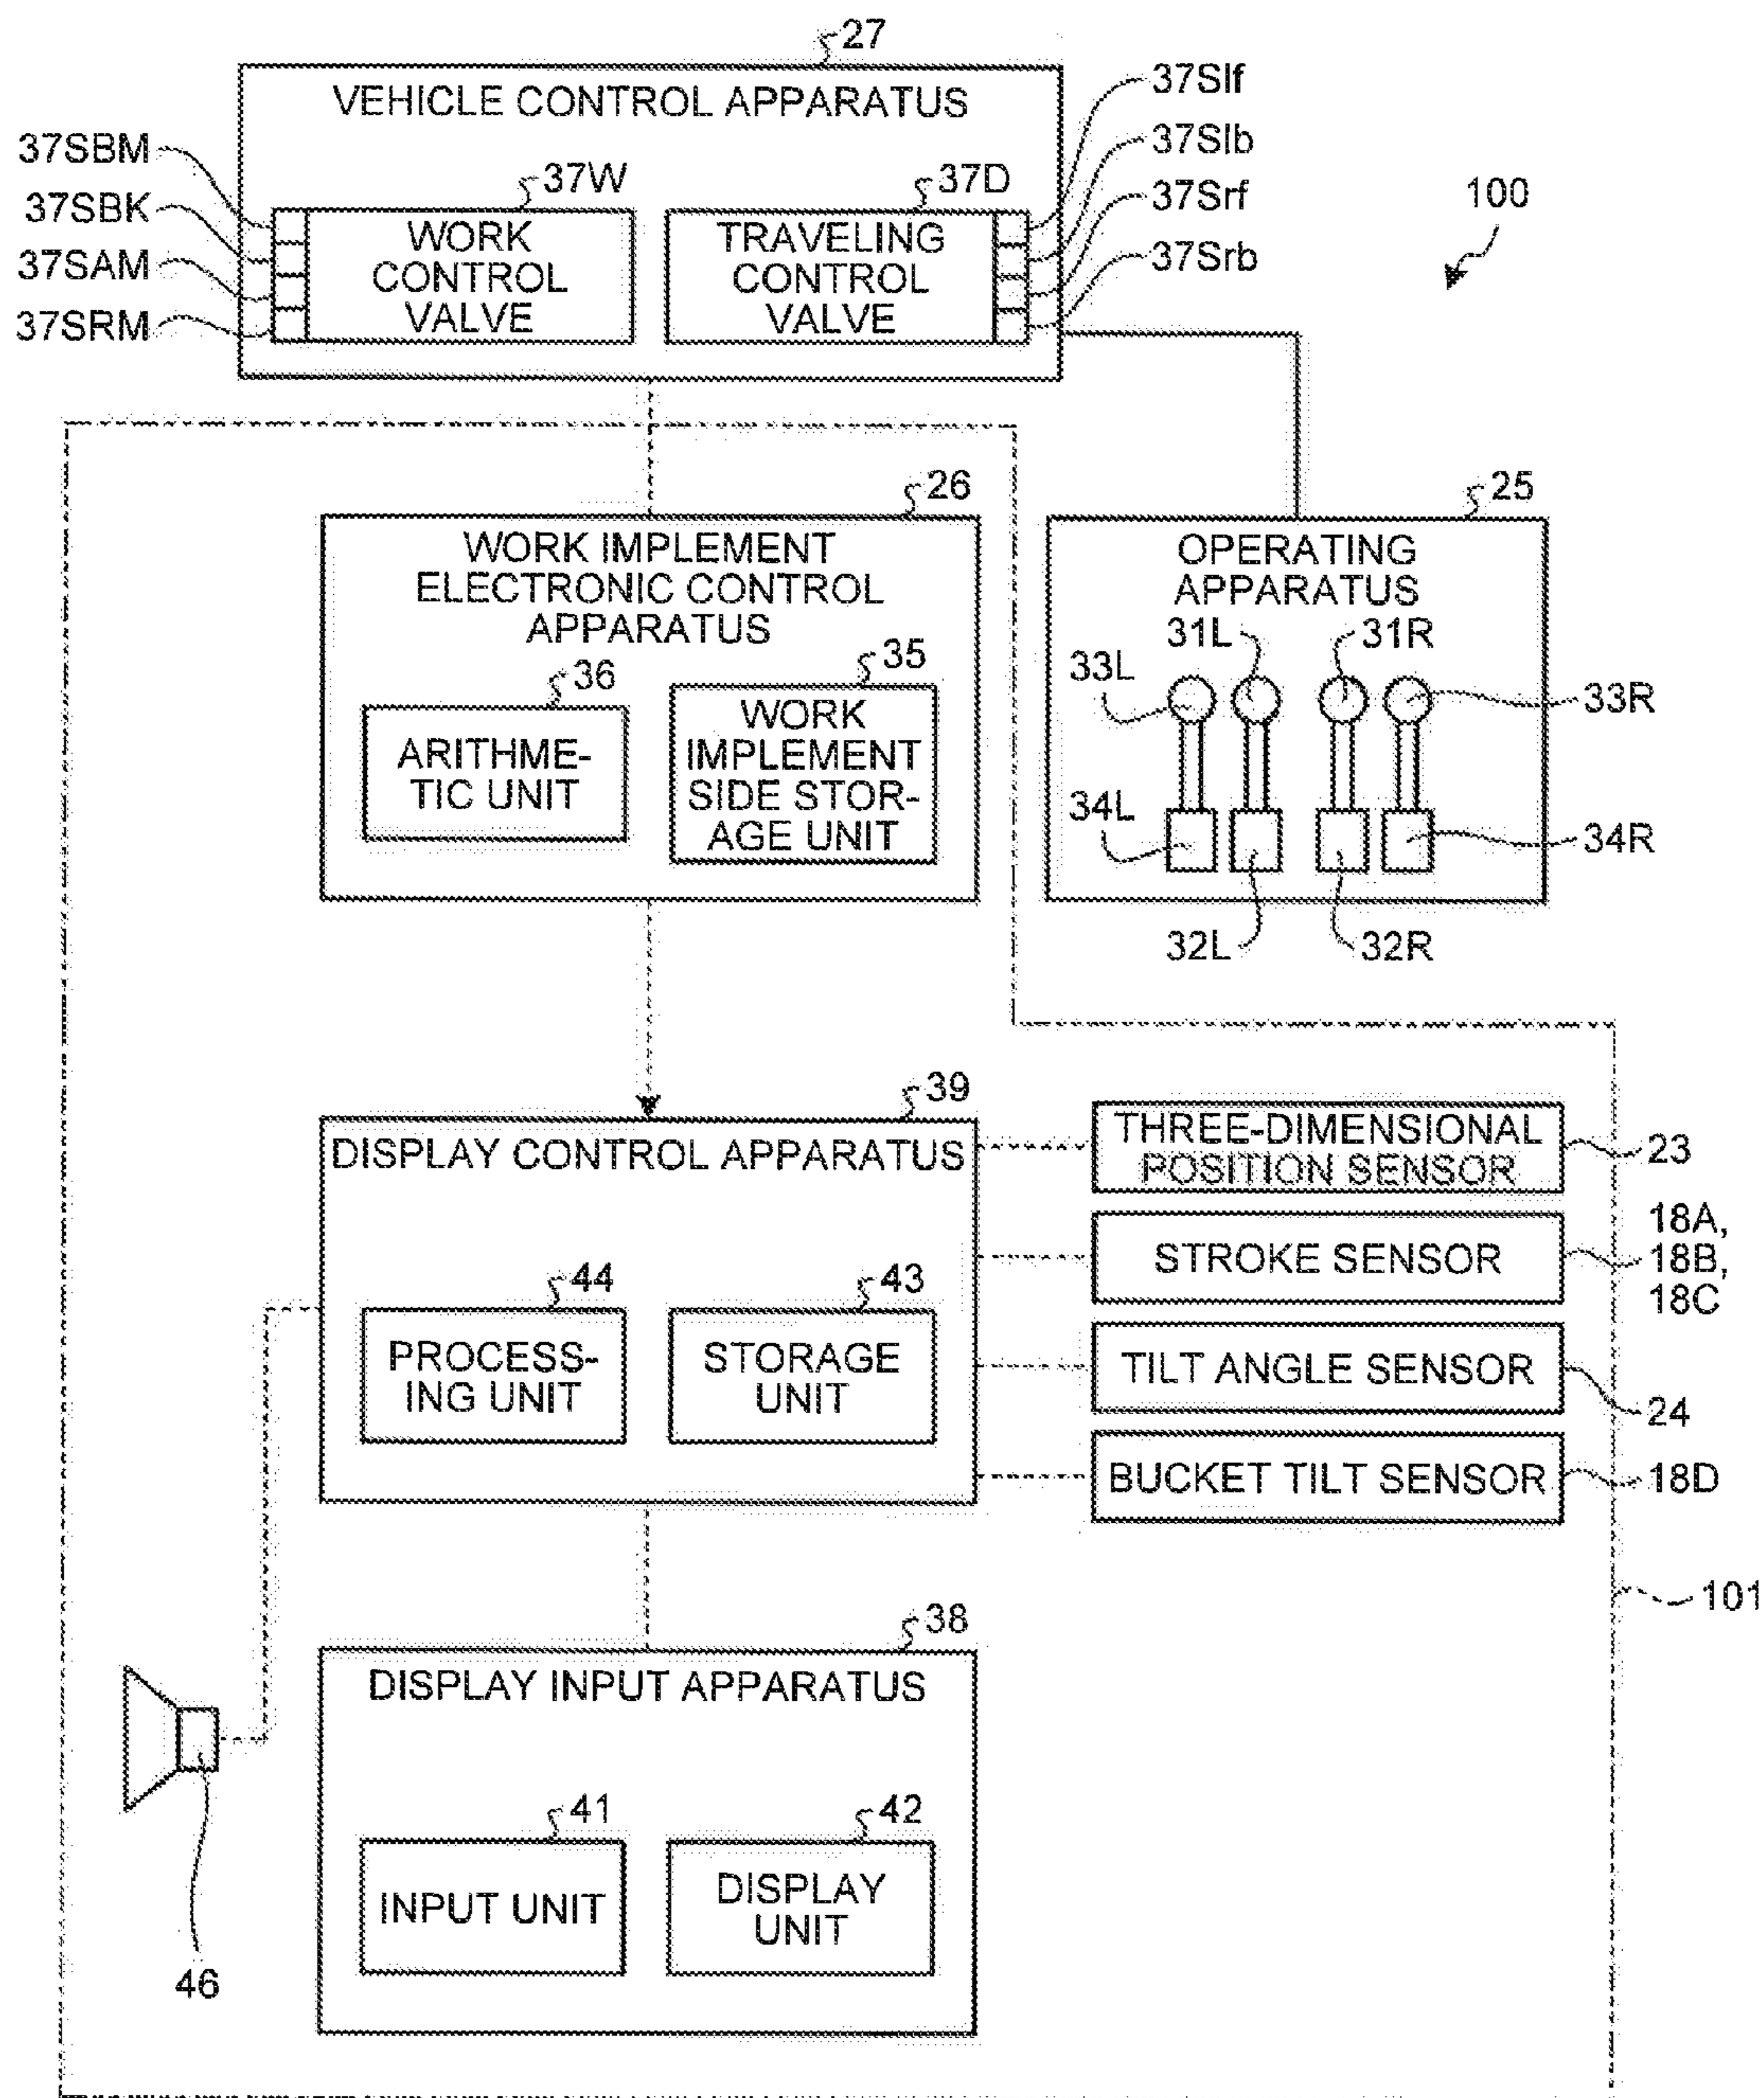 27
VEHICLE CONTROL APPARATUS
37SBM
37SBK
37SAM
37SRM
37W
WORK
CONTROL
VALVE
37D
TRAVELING
CONTROL
VALVE
37Slf
37Slb
37Srf
37Srb
100
26
WORK IMPLEMENT
ELECTRONIC CONTROL
APPARATUS
36
ARITHME-
TIC UNIT
35
WORK
IMPLEMENT
SIDE STOR-
AGE UNIT
25
OPERATING
APPARATUS
31L
31R
33L
33R
34L
34R
32L
32R
39
DISPLAY CONTROL APPARATUS
44
PROCESS-
ING UNIT
43
STORAGE
UNIT
THREE-DIMENSIONAL
POSITION SENSOR
23
STROKE SENSOR
18A,
18B,
18C
TILT ANGLE SENSOR
24
BUCKET TILT SENSOR
18D
101
38
DISPLAY INPUT APPARATUS
41
INPUT UNIT
42
DISPLAY
UNIT
46